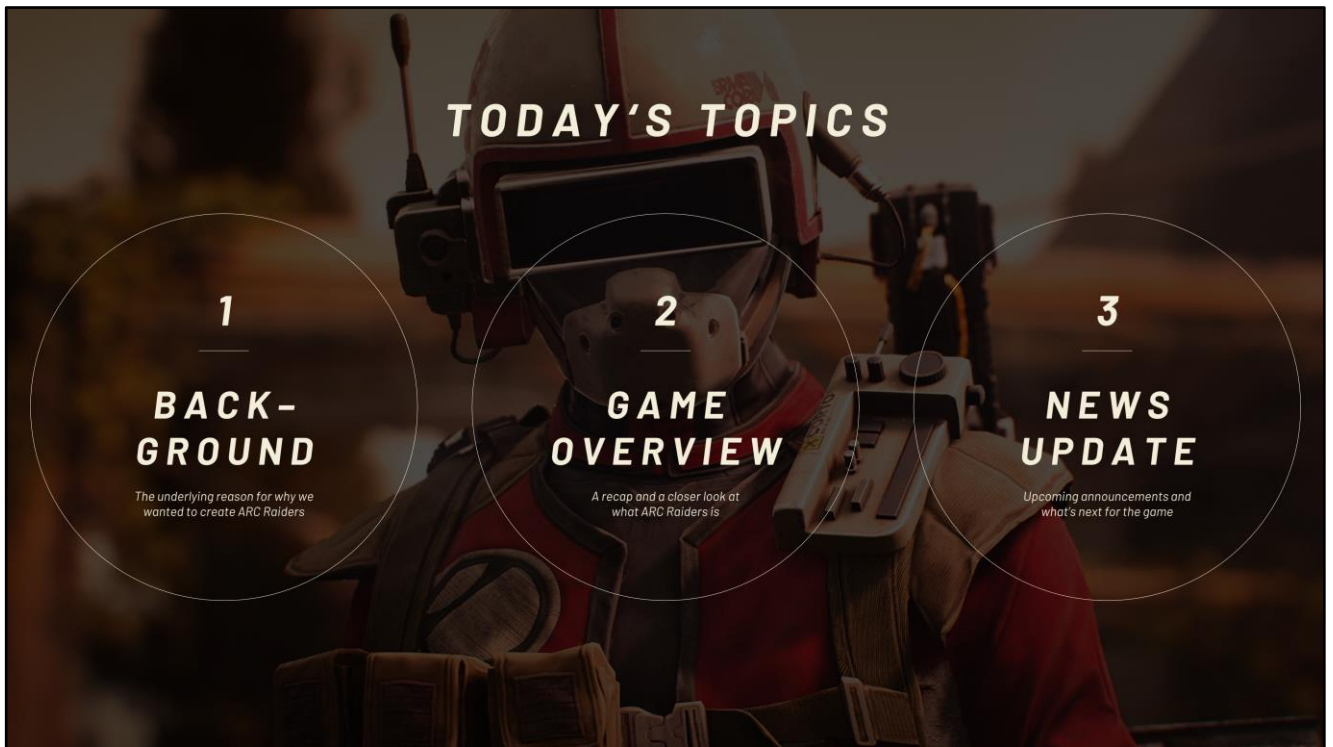 TODAY‘S TOPICS
1
BACK-
GROUND
The underlying reason for why we
wanted to create ARC Raiders
2
GAME
OVERVIEW
A recap and a closer look at
what ARC Raiders is
3
NEWS
UPDATE
Upcoming announcements and
what's next for the game